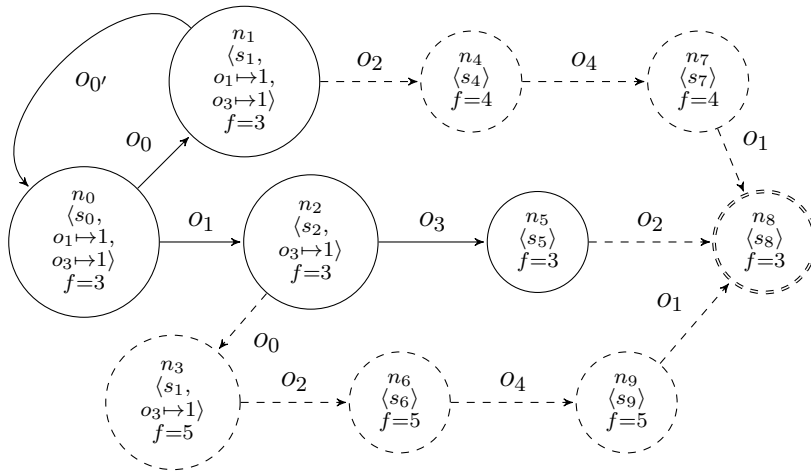 n₁
⟨s₁,
o₁↦1,
o₃↦1⟩
f=3
o₂
n₄
⟨s₄⟩
f=4
o₄
n₇
⟨s₇⟩
f=4
o₀′
o₀
o₁
n₀
⟨s₀,
o₁↦1,
o₃↦1⟩
f=3
o₁
n₂
⟨s₂,
o₃↦1⟩
f=3
o₃
n₅
⟨s₅⟩
f=3
o₂
n₈
⟨s₈⟩
f=3
o₀
o₁
n₃
⟨s₁,
o₃↦1⟩
f=5
o₂
n₆
⟨s₆⟩
f=5
o₄
n₉
⟨s₉⟩
f=5